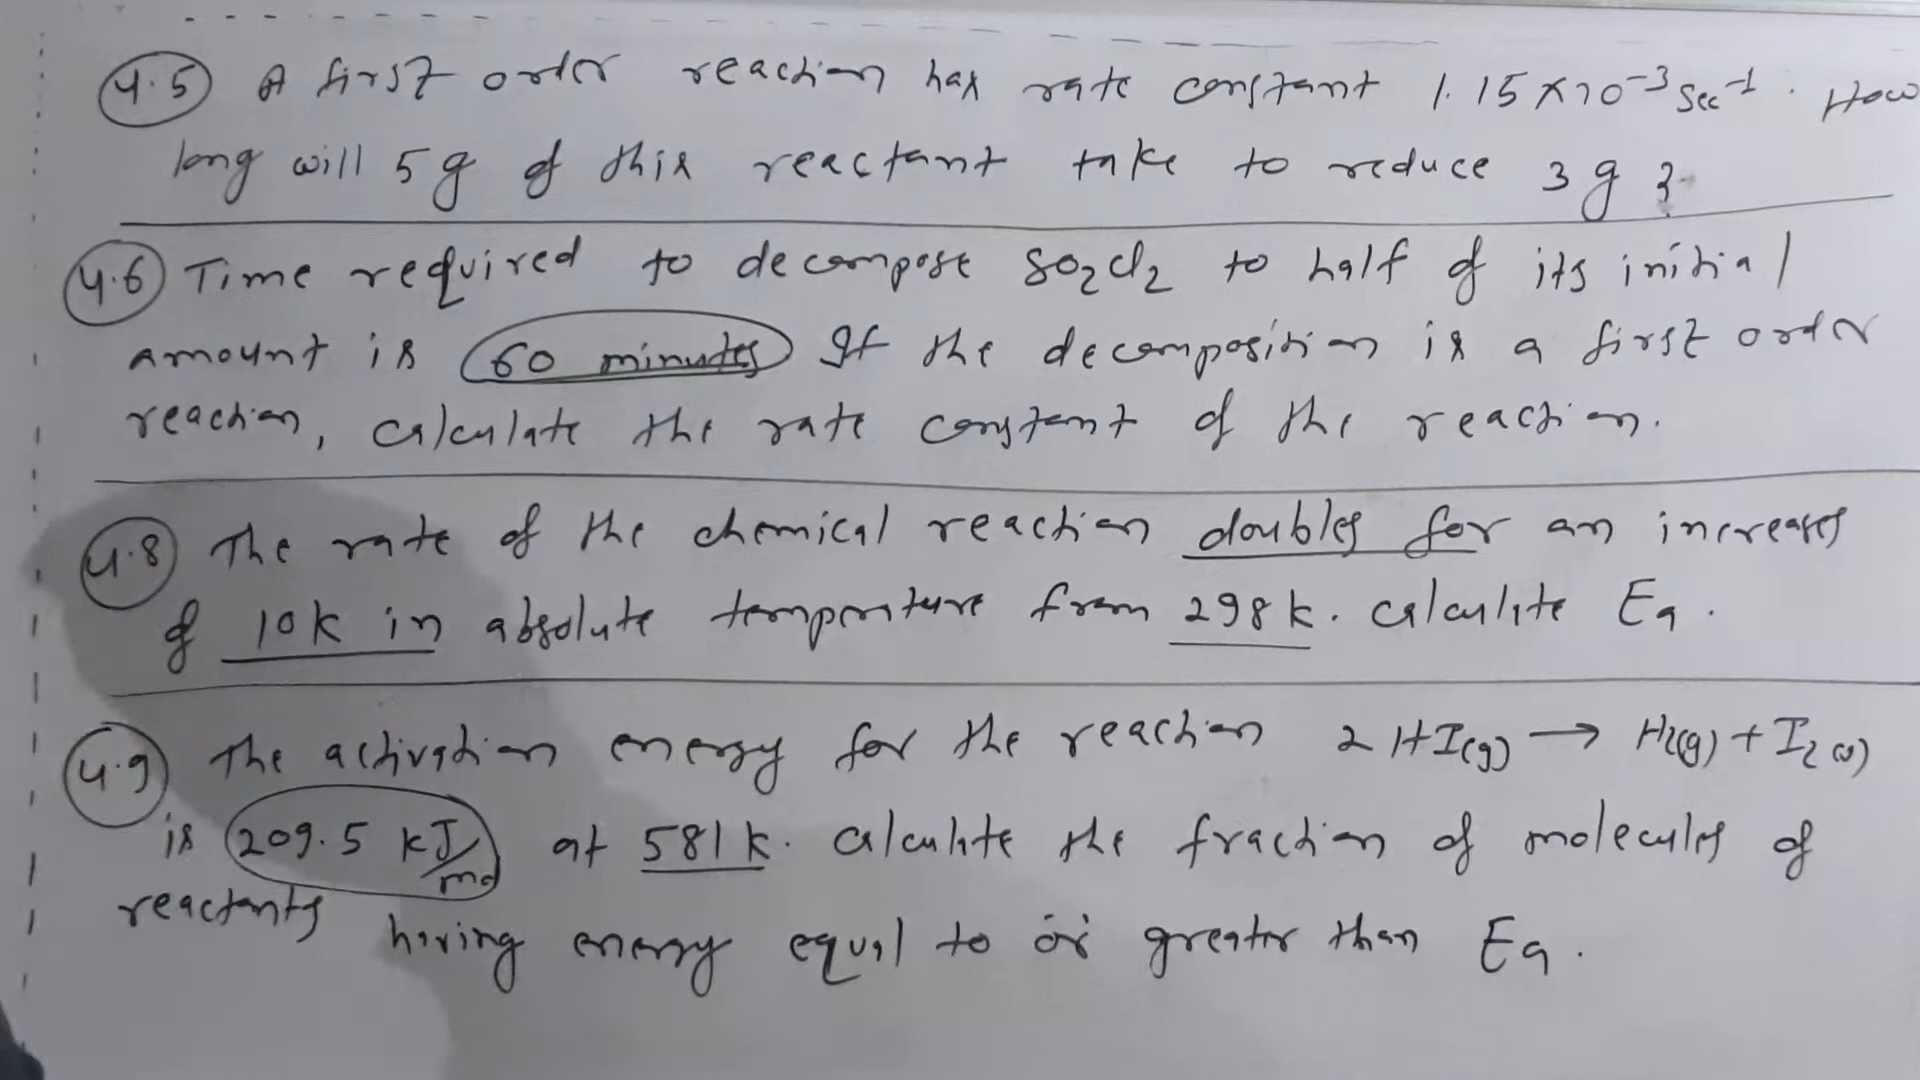 4.5 A first order reaction has rate constant 1.15×10⁻³ sec⁻¹. How
long will 5g of this reactant take to reduce 3g?
4.6 Time required to decompose SO₂Cl₂ to half of its initial
amount is 60 minutes If the decomposition is a first order
reaction, calculate the rate constant of the reaction.
4.8 The rate of the chemical reaction doubles for an increases
of 10K in absolute temperature from 298K. calculate Ea.
4.9 The activation energy for the reaction 2HI(g) → H₂(g) + I₂(s)
is 209.5 kJ/mol at 581K. calculate the fraction of molecules of
reactants having energy equal to or greater than Ea.